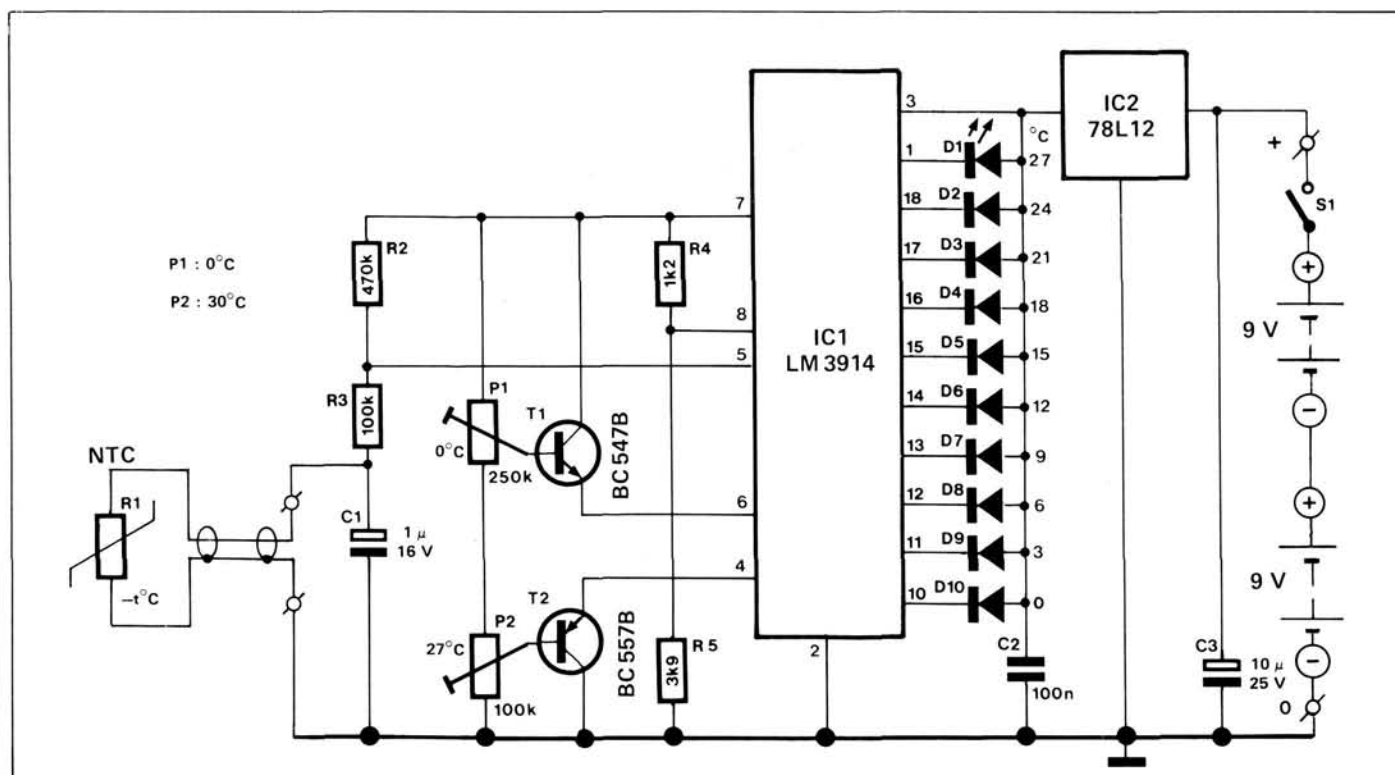 3
IC2
78L12
°C
+
S1
1
D1
27
18
D2
24
17
D3
21
16
D4
18
15
D5
15
14
D6
12
13
D7
9
12
D8
6
11
D9
3
10
D10
0
7
R2
470k
R4
1k2
P1 : 0°C
P2 : 30°C
8
5
IC1
LM 3914
R3
100k
P1
0°C
250k
T1
BC 547B
6
+
9 V
−
+
9 V
−
0
NTC
R1
−t°C
C1
1 µ
16 V
4
T2
BC 557B
P2
27°C
100k
R5
3k9
2
C2
100n
C3
10 µ
25 V